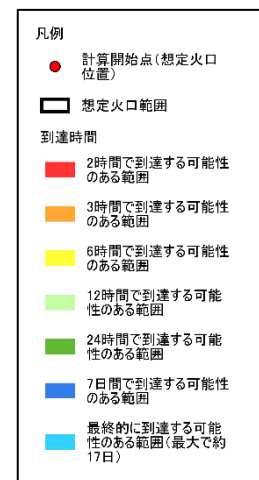 凡例
計算開始点(想定火口
位置)
想定火口範囲
到達時間
2時間で到達する可能性
のある範囲
3時間で到達する可能性
のある範囲
6時間で到達する可能性
のある範囲
12時間で到達する可能
性のある範囲
24時間で到達する可能
性のある範囲
7日間で到達する可能性
のある範囲
最終的に到達する可能
性のある範囲(最大で約
17日)